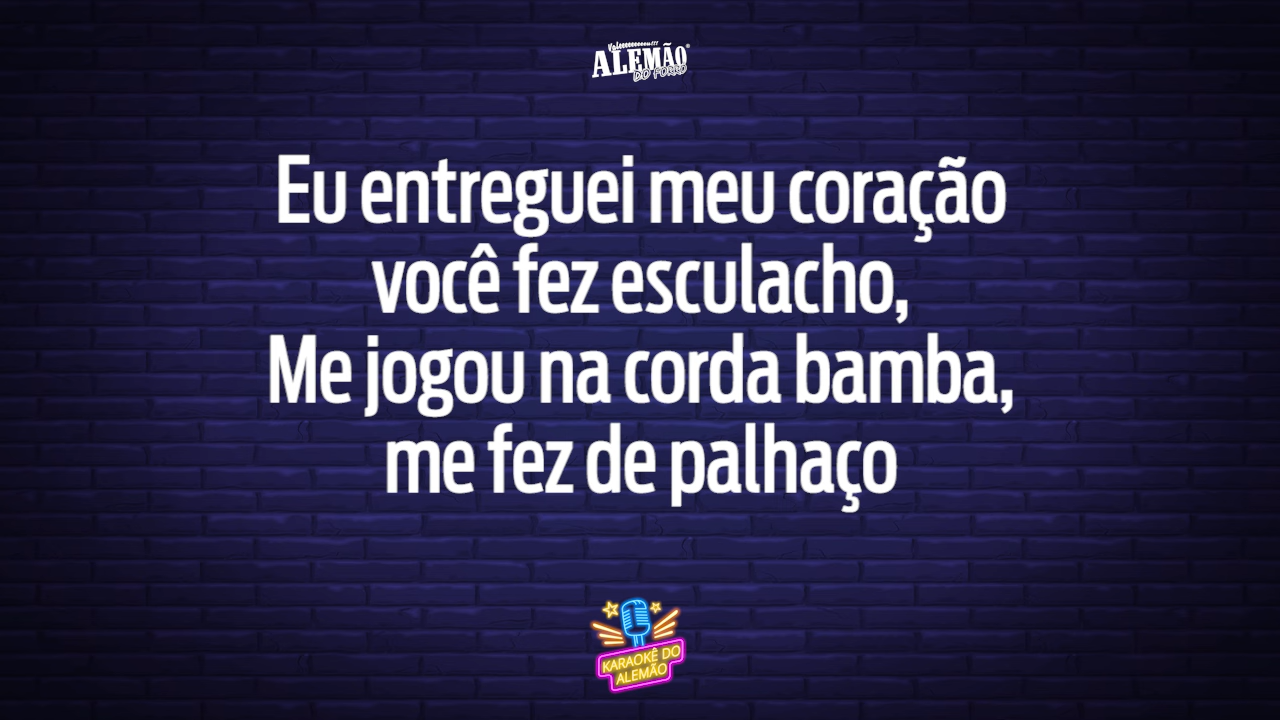 ALEMÃO
DO FORRÓ
Eu entreguei meu coração
você fez esculacho,
Me jogou na corda bamba,
me fez de palhaço
KARAOKÊ DO
ALEMÃO